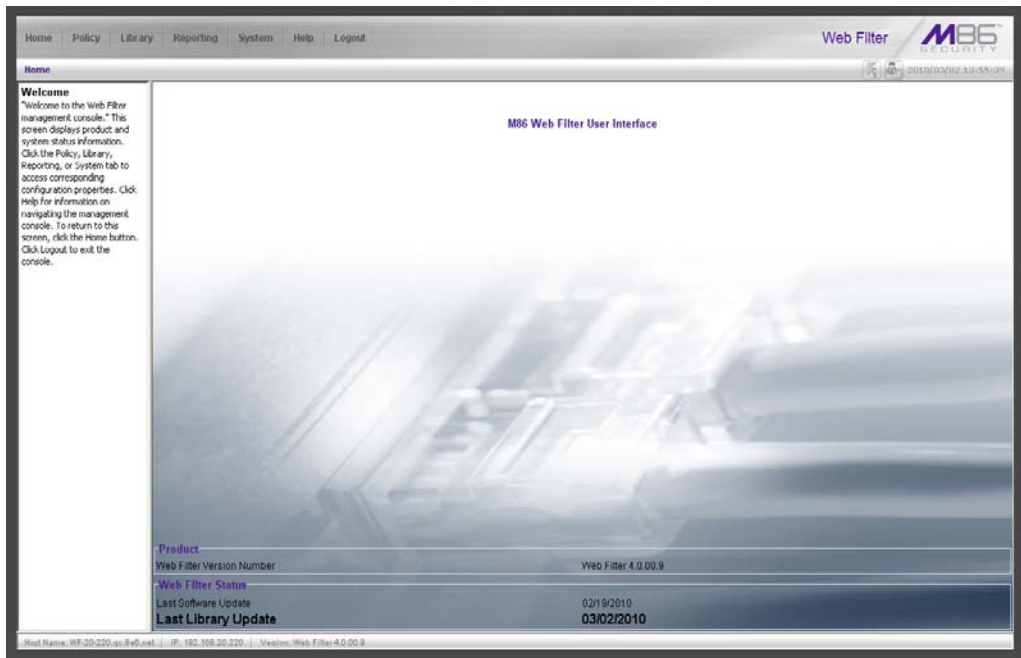 Home Policy Library Reporting System Help Logout
Web Filter
M86
SECURITY
Home
2010/03/02 13:55:39
Welcome
"Welcome to the Web Filter
management console." This
screen displays product and
system status information.
Click the Policy, Library,
Reporting, or System tab to
access corresponding
configuration properties. Click
Help for information on
navigating the management
console. To return to this
screen, click the Home button.
Click Logout to exit the
console.
M86 Web Filter User Interface
Product
Web Filter Version Number Web Filter 4.0.00.9
Web Filter Status
Last Software Update 02/19/2010
Last Library Update 03/02/2010
Host Name: WF-20-220.qc.8e6.net IP: 192.168.20.220 Version: Web Filter 4.0.00.9